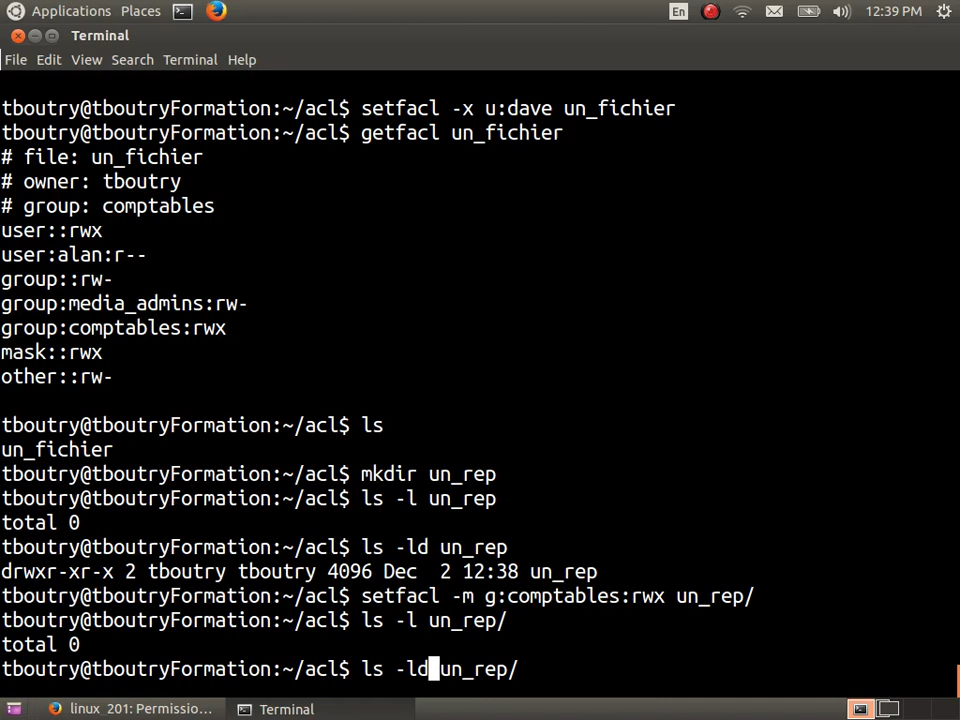 Applications Places En 12:39 PM
Terminal
File Edit View Search Terminal Help
tboutry@tboutryFormation:~/acl$ setfacl -x u:dave un_fichier
tboutry@tboutryFormation:~/acl$ getfacl un_fichier
# file: un_fichier
# owner: tboutry
# group: comptables
user::rwx
user:alan:r--
group::rw-
group:media_admins:rw-
group:comptables:rwx
mask::rwx
other::rw-
tboutry@tboutryFormation:~/acl$ ls
un_fichier
tboutry@tboutryFormation:~/acl$ mkdir un_rep
tboutry@tboutryFormation:~/acl$ ls -l un_rep
total 0
tboutry@tboutryFormation:~/acl$ ls -ld un_rep
drwxr-xr-x 2 tboutry tboutry 4096 Dec  2 12:38 un_rep
tboutry@tboutryFormation:~/acl$ setfacl -m g:comptables:rwx un_rep/
tboutry@tboutryFormation:~/acl$ ls -l un_rep/
total 0
tboutry@tboutryFormation:~/acl$ ls -ld un_rep/
linux_201: Permissio... Terminal